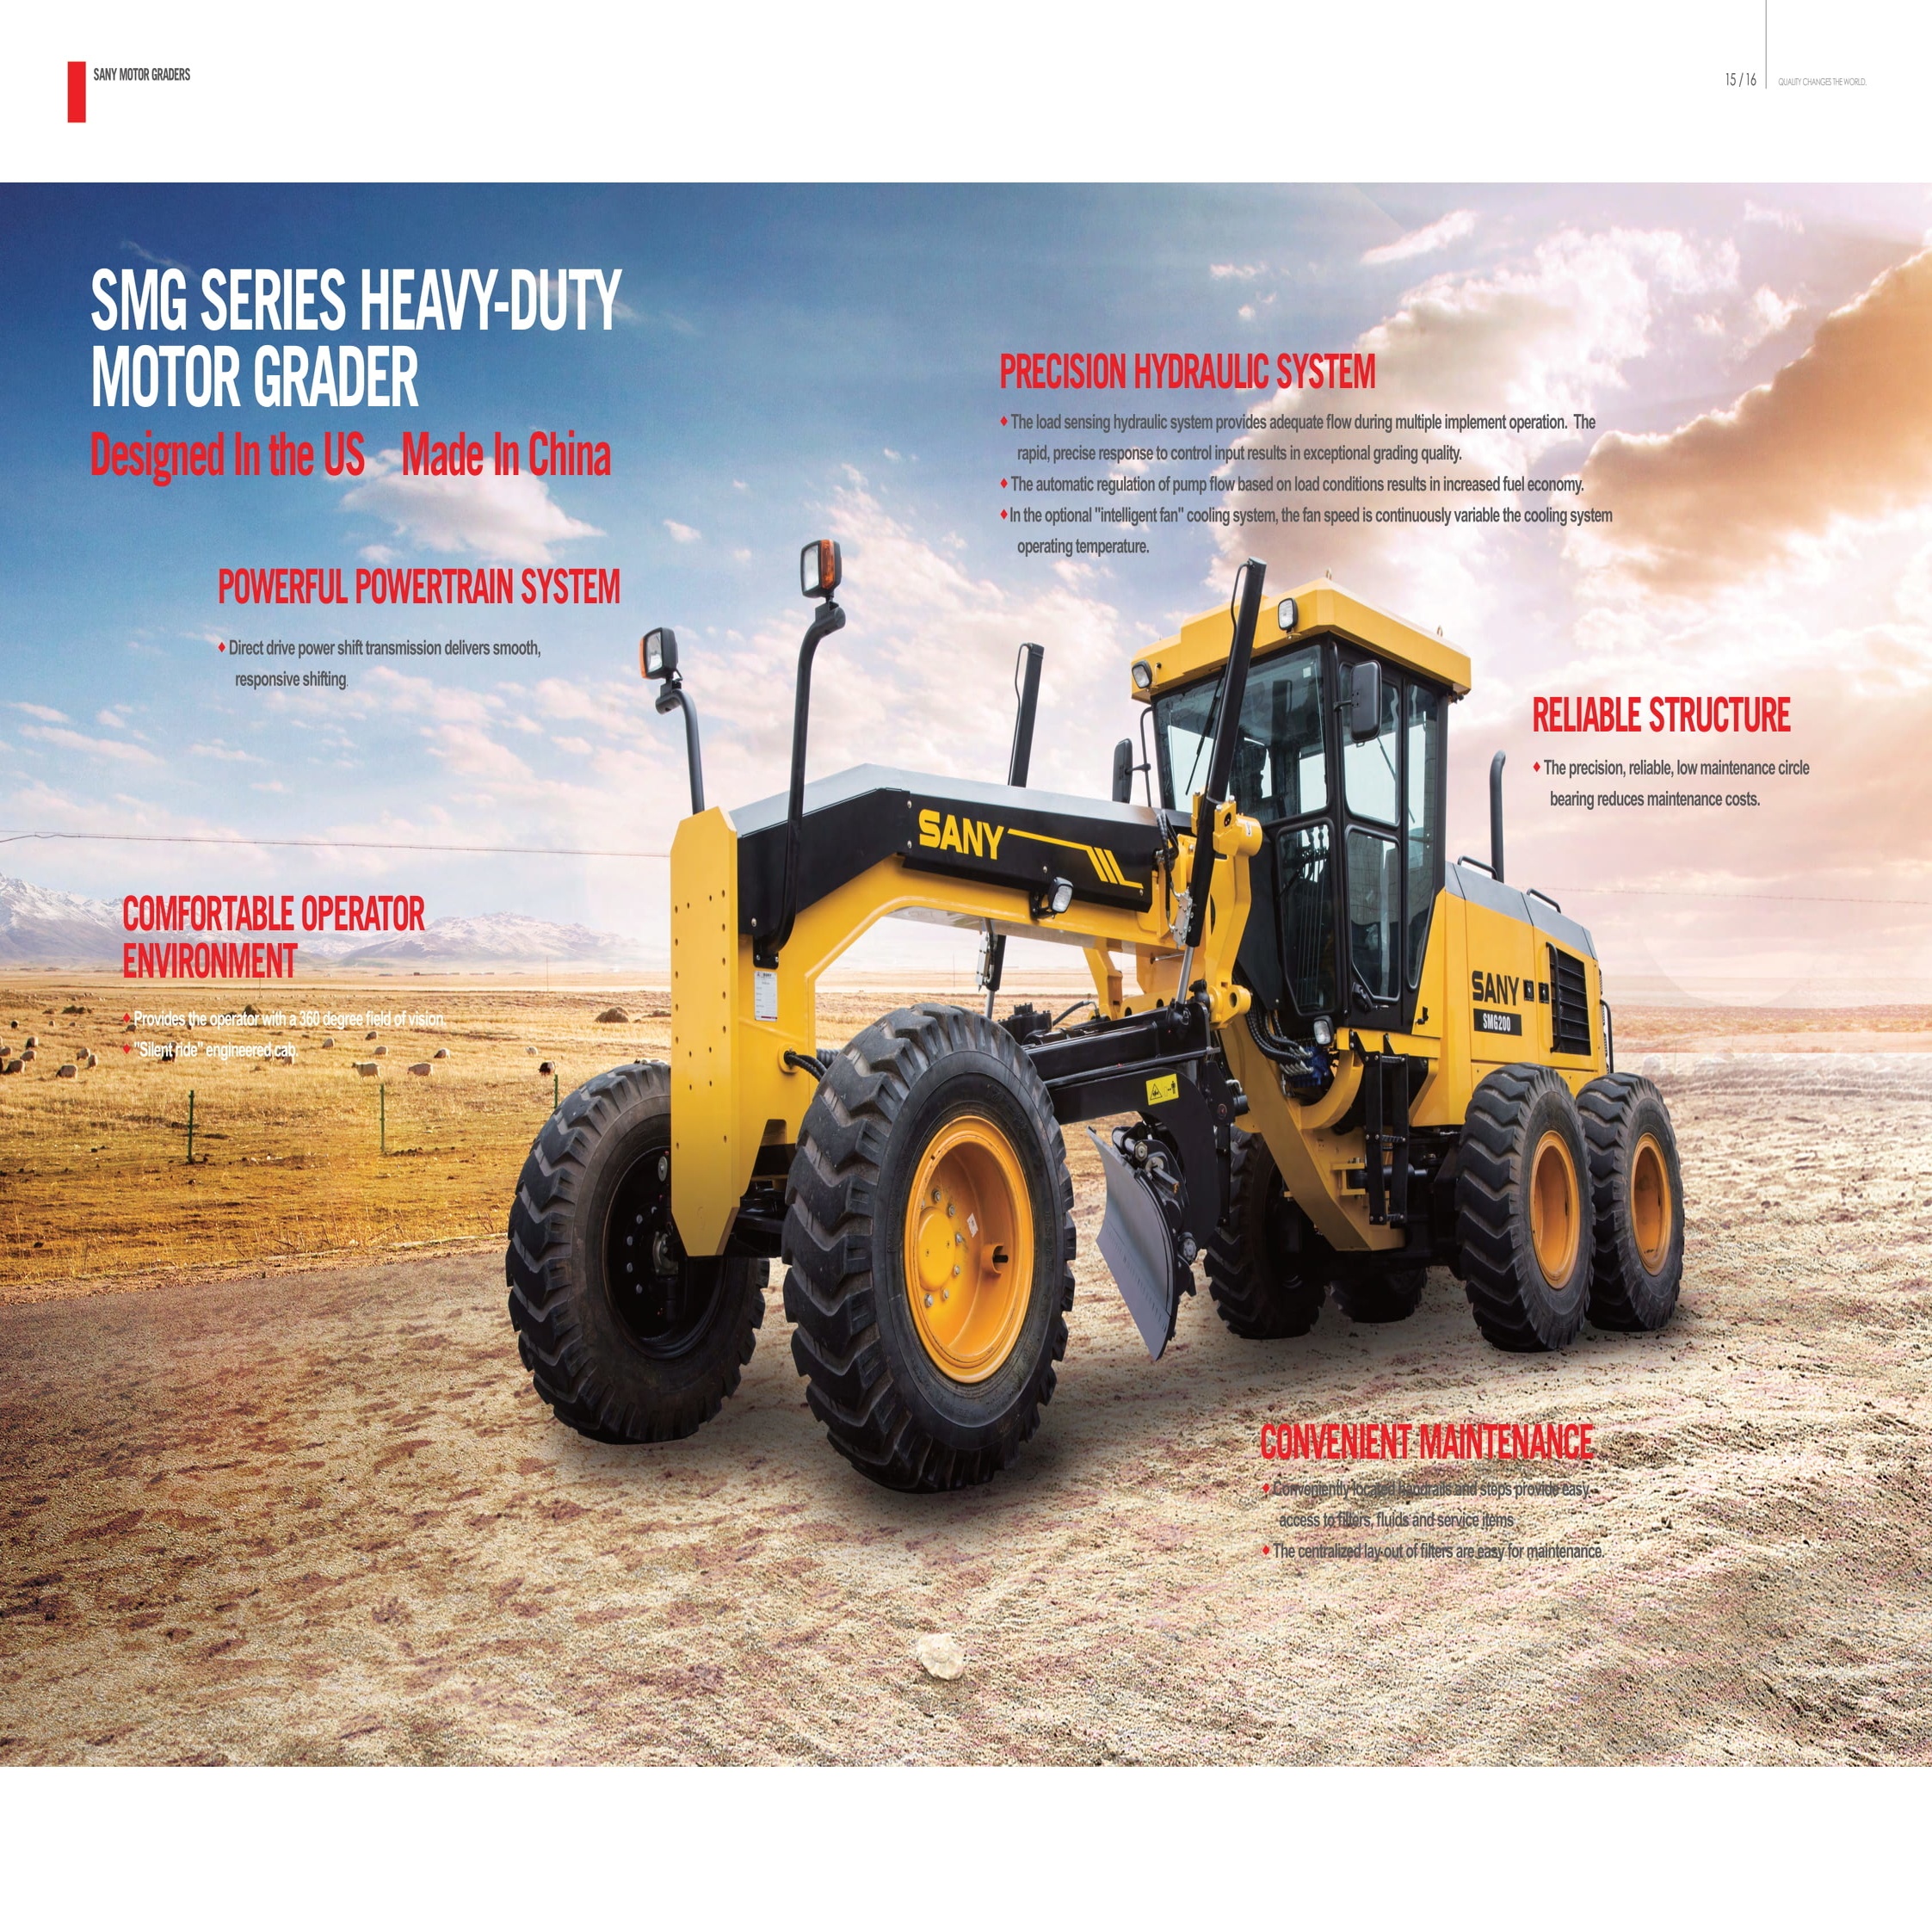 SANY MOTOR GRADERS
15 / 16
QUALITY CHANGES THE WORLD.
SMG SERIES HEAVY-DUTY
MOTOR GRADER
Designed In the US Made In China
POWERFUL POWERTRAIN SYSTEM
♦ Direct drive power shift transmission delivers smooth,
responsive shifting.
COMFORTABLE OPERATOR
ENVIRONMENT
♦ Provides the operator with a 360 degree field of vision.
♦ "Silent ride" engineered cab.
PRECISION HYDRAULIC SYSTEM
♦ The load sensing hydraulic system provides adequate flow during multiple implement operation. The
rapid, precise response to control input results in exceptional grading quality.
♦ The automatic regulation of pump flow based on load conditions results in increased fuel economy.
♦ In the optional "intelligent fan" cooling system, the fan speed is continuously variable the cooling system
operating temperature.
RELIABLE STRUCTURE
♦ The precision, reliable, low maintenance circle
bearing reduces maintenance costs.
SANY
SANY
SMG200
CONVENIENT MAINTENANCE
♦ Conveniently located handrails and steps provide easy
access to filters, fluids and service items
♦ The centralized lay-out of filters are easy for maintenance.